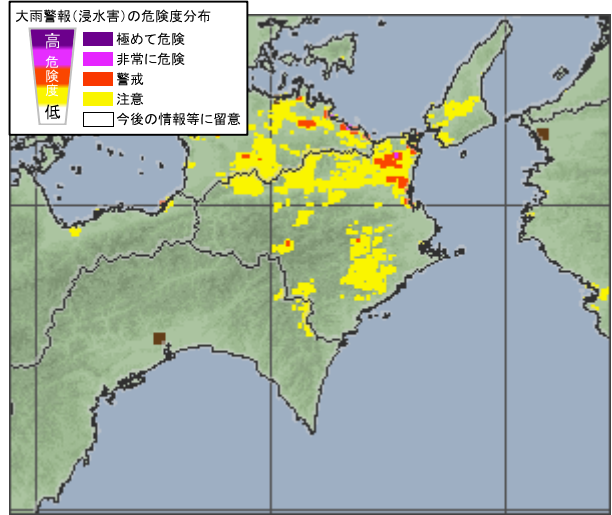 大雨警報(浸水害)の危険度分布
高
危険度
低
極めて危険
非常に危険
警戒
注意
今後の情報等に留意